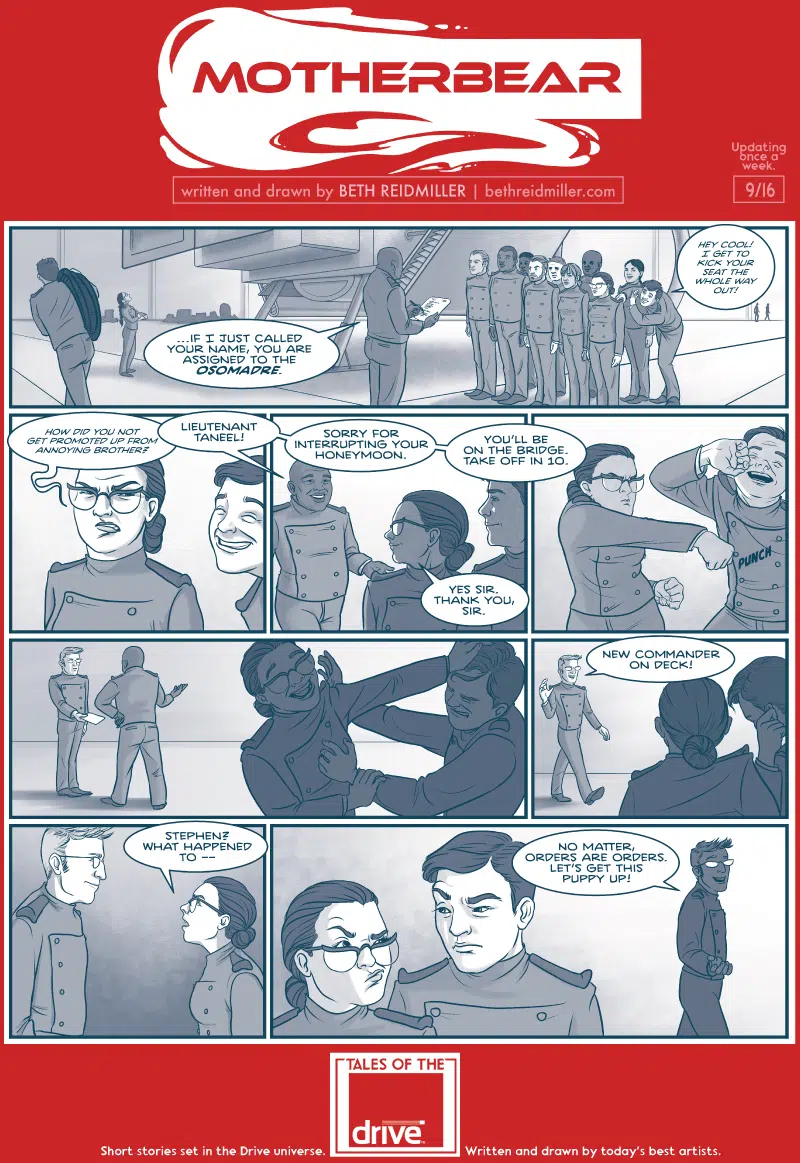 MOTHERBEAR
written and drawn by BETH REIDMILLER | bethreidmiller.com
Updating
once a
week.
9/16
HEY COOL!
I GET TO
KICK YOUR
SEAT THE
WHOLE WAY
OUT!
...IF I JUST CALLED
YOUR NAME, YOU ARE
ASSIGNED TO THE
OSOMADRE.
HOW DID YOU NOT
GET PROMOTED UP FROM
ANNOYING BROTHER?
LIEUTENANT
TANEEL!
SORRY FOR
INTERRUPTING YOUR
HONEYMOON.
YOU'LL BE
ON THE BRIDGE.
TAKE OFF IN 10.
YES SIR.
THANK YOU,
SIR.
PUNCH
NEW COMMANDER
ON DECK!
STEPHEN?
WHAT HAPPENED
TO --
NO MATTER,
ORDERS ARE ORDERS.
LET'S GET THIS
PUPPY UP!
TALES OF THE
drive™
Short stories set in the Drive universe.
Written and drawn by today's best artists.